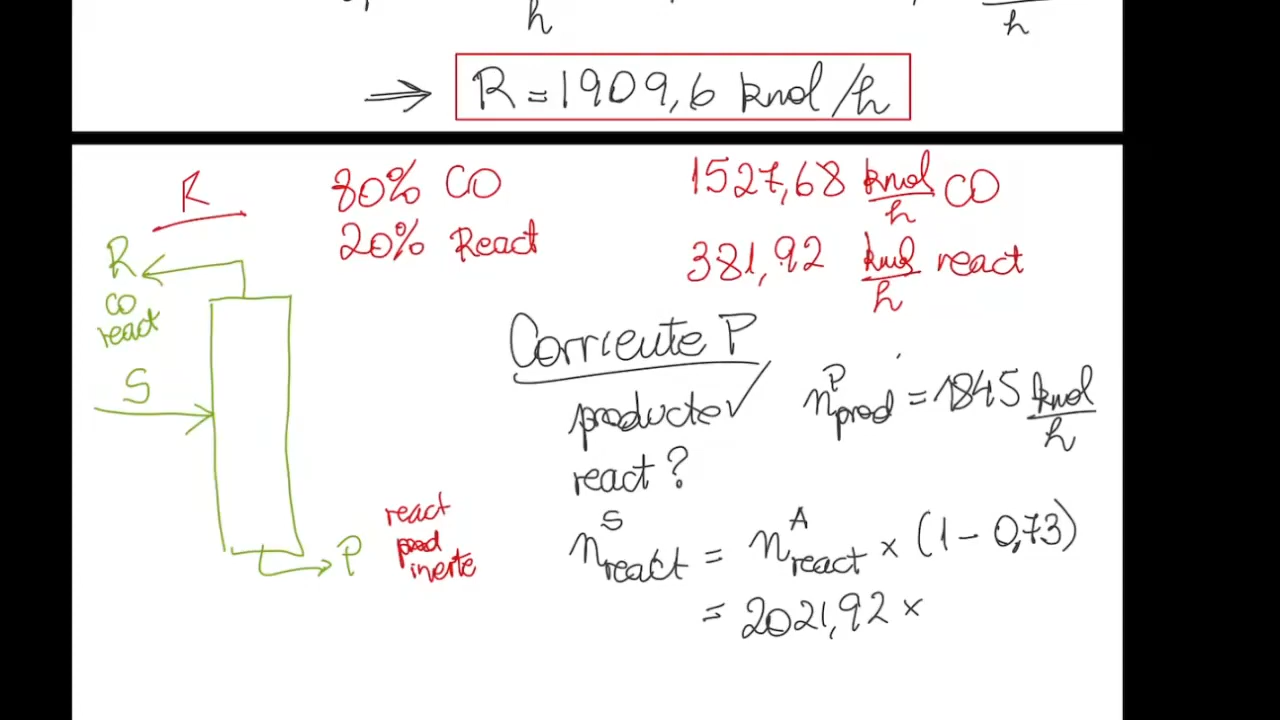 h
h
⇒ R = 1909,6 kmol/h
R
80% CO
1527,68 kmol/h CO
20% React
381,92 kmol/h react
R
CO
react
Corriente P
S
producto ✓
n^P_prod = 1845 kmol/h
react ?
n^S_react = n^A_react × (1 - 0,73)
= 2021,92 ×
react
prod
inerte
P